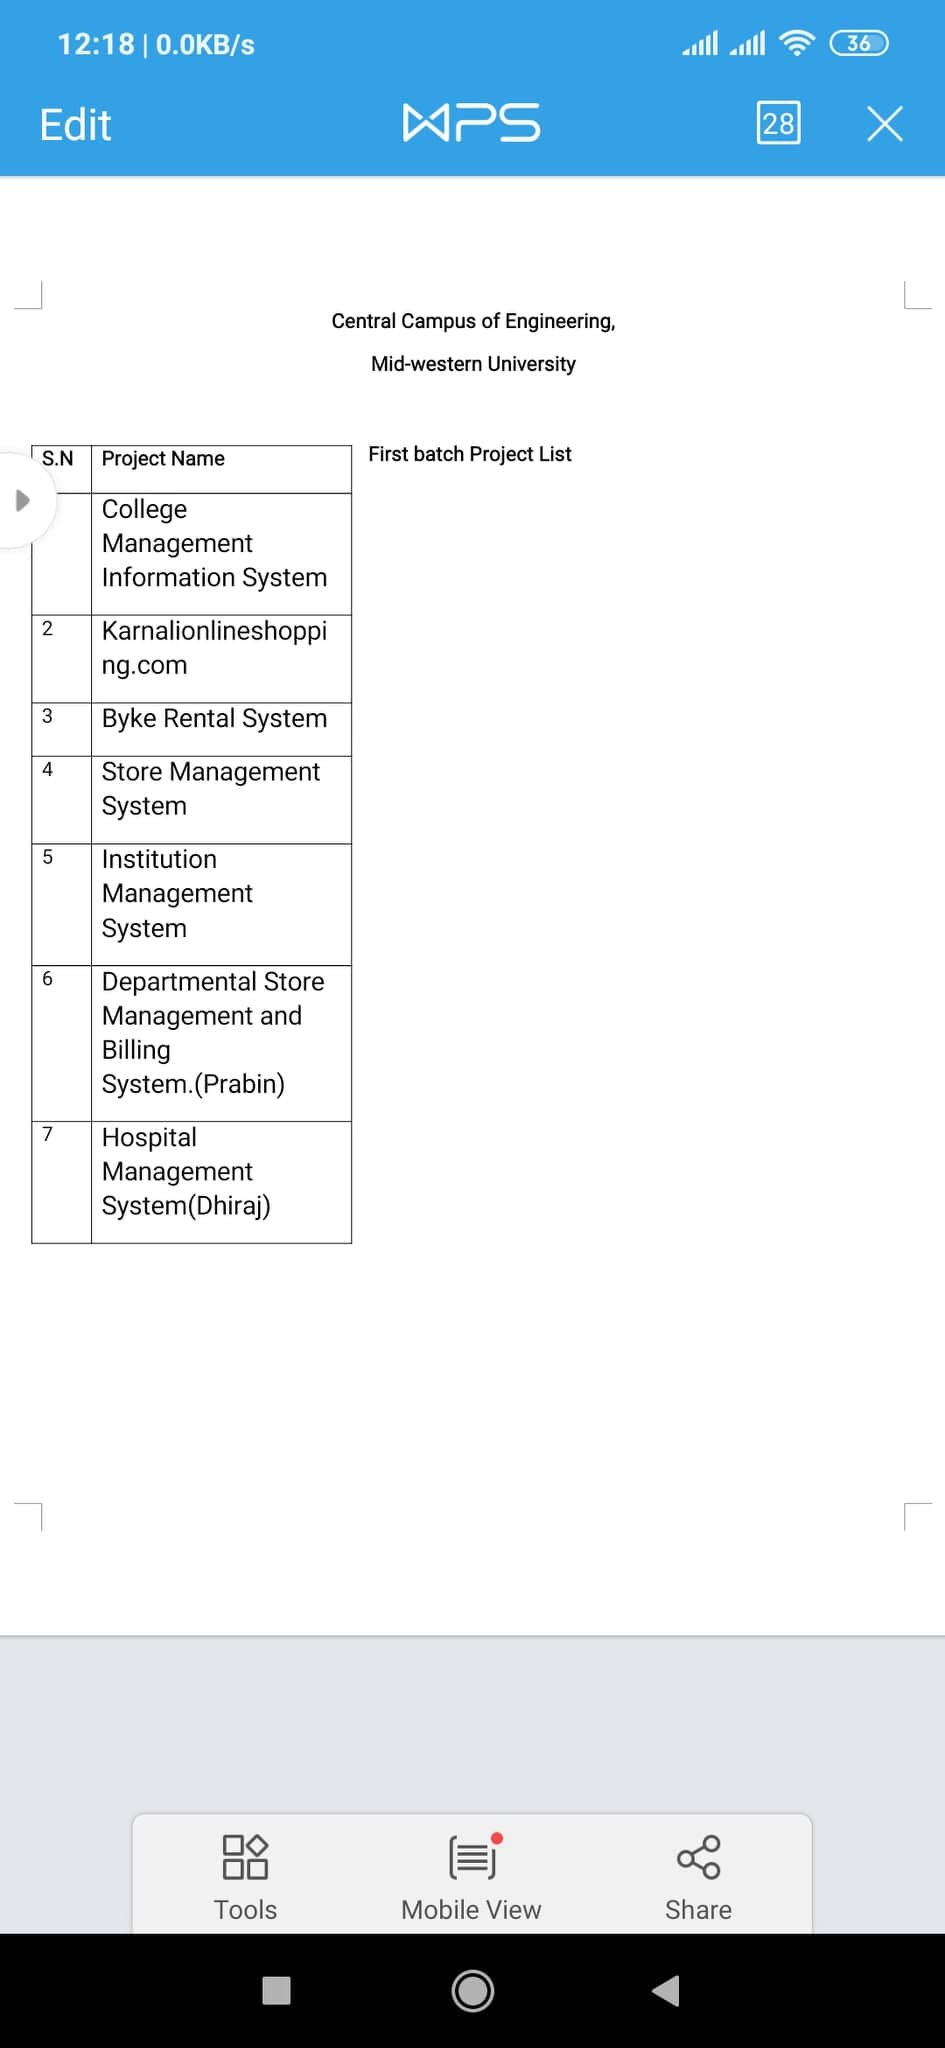 12:18 | 0.0KB/s
36
Edit
WPS
28
Central Campus of Engineering,
Mid-western University
First batch Project List
S.N Project Name
College
Management
Information System
2 Karnalionlineshoppi
ng.com
3 Byke Rental System
4 Store Management
System
5 Institution
Management
System
6 Departmental Store
Management and
Billing
System.(Prabin)
7 Hospital
Management
System(Dhiraj)
Tools
Mobile View
Share